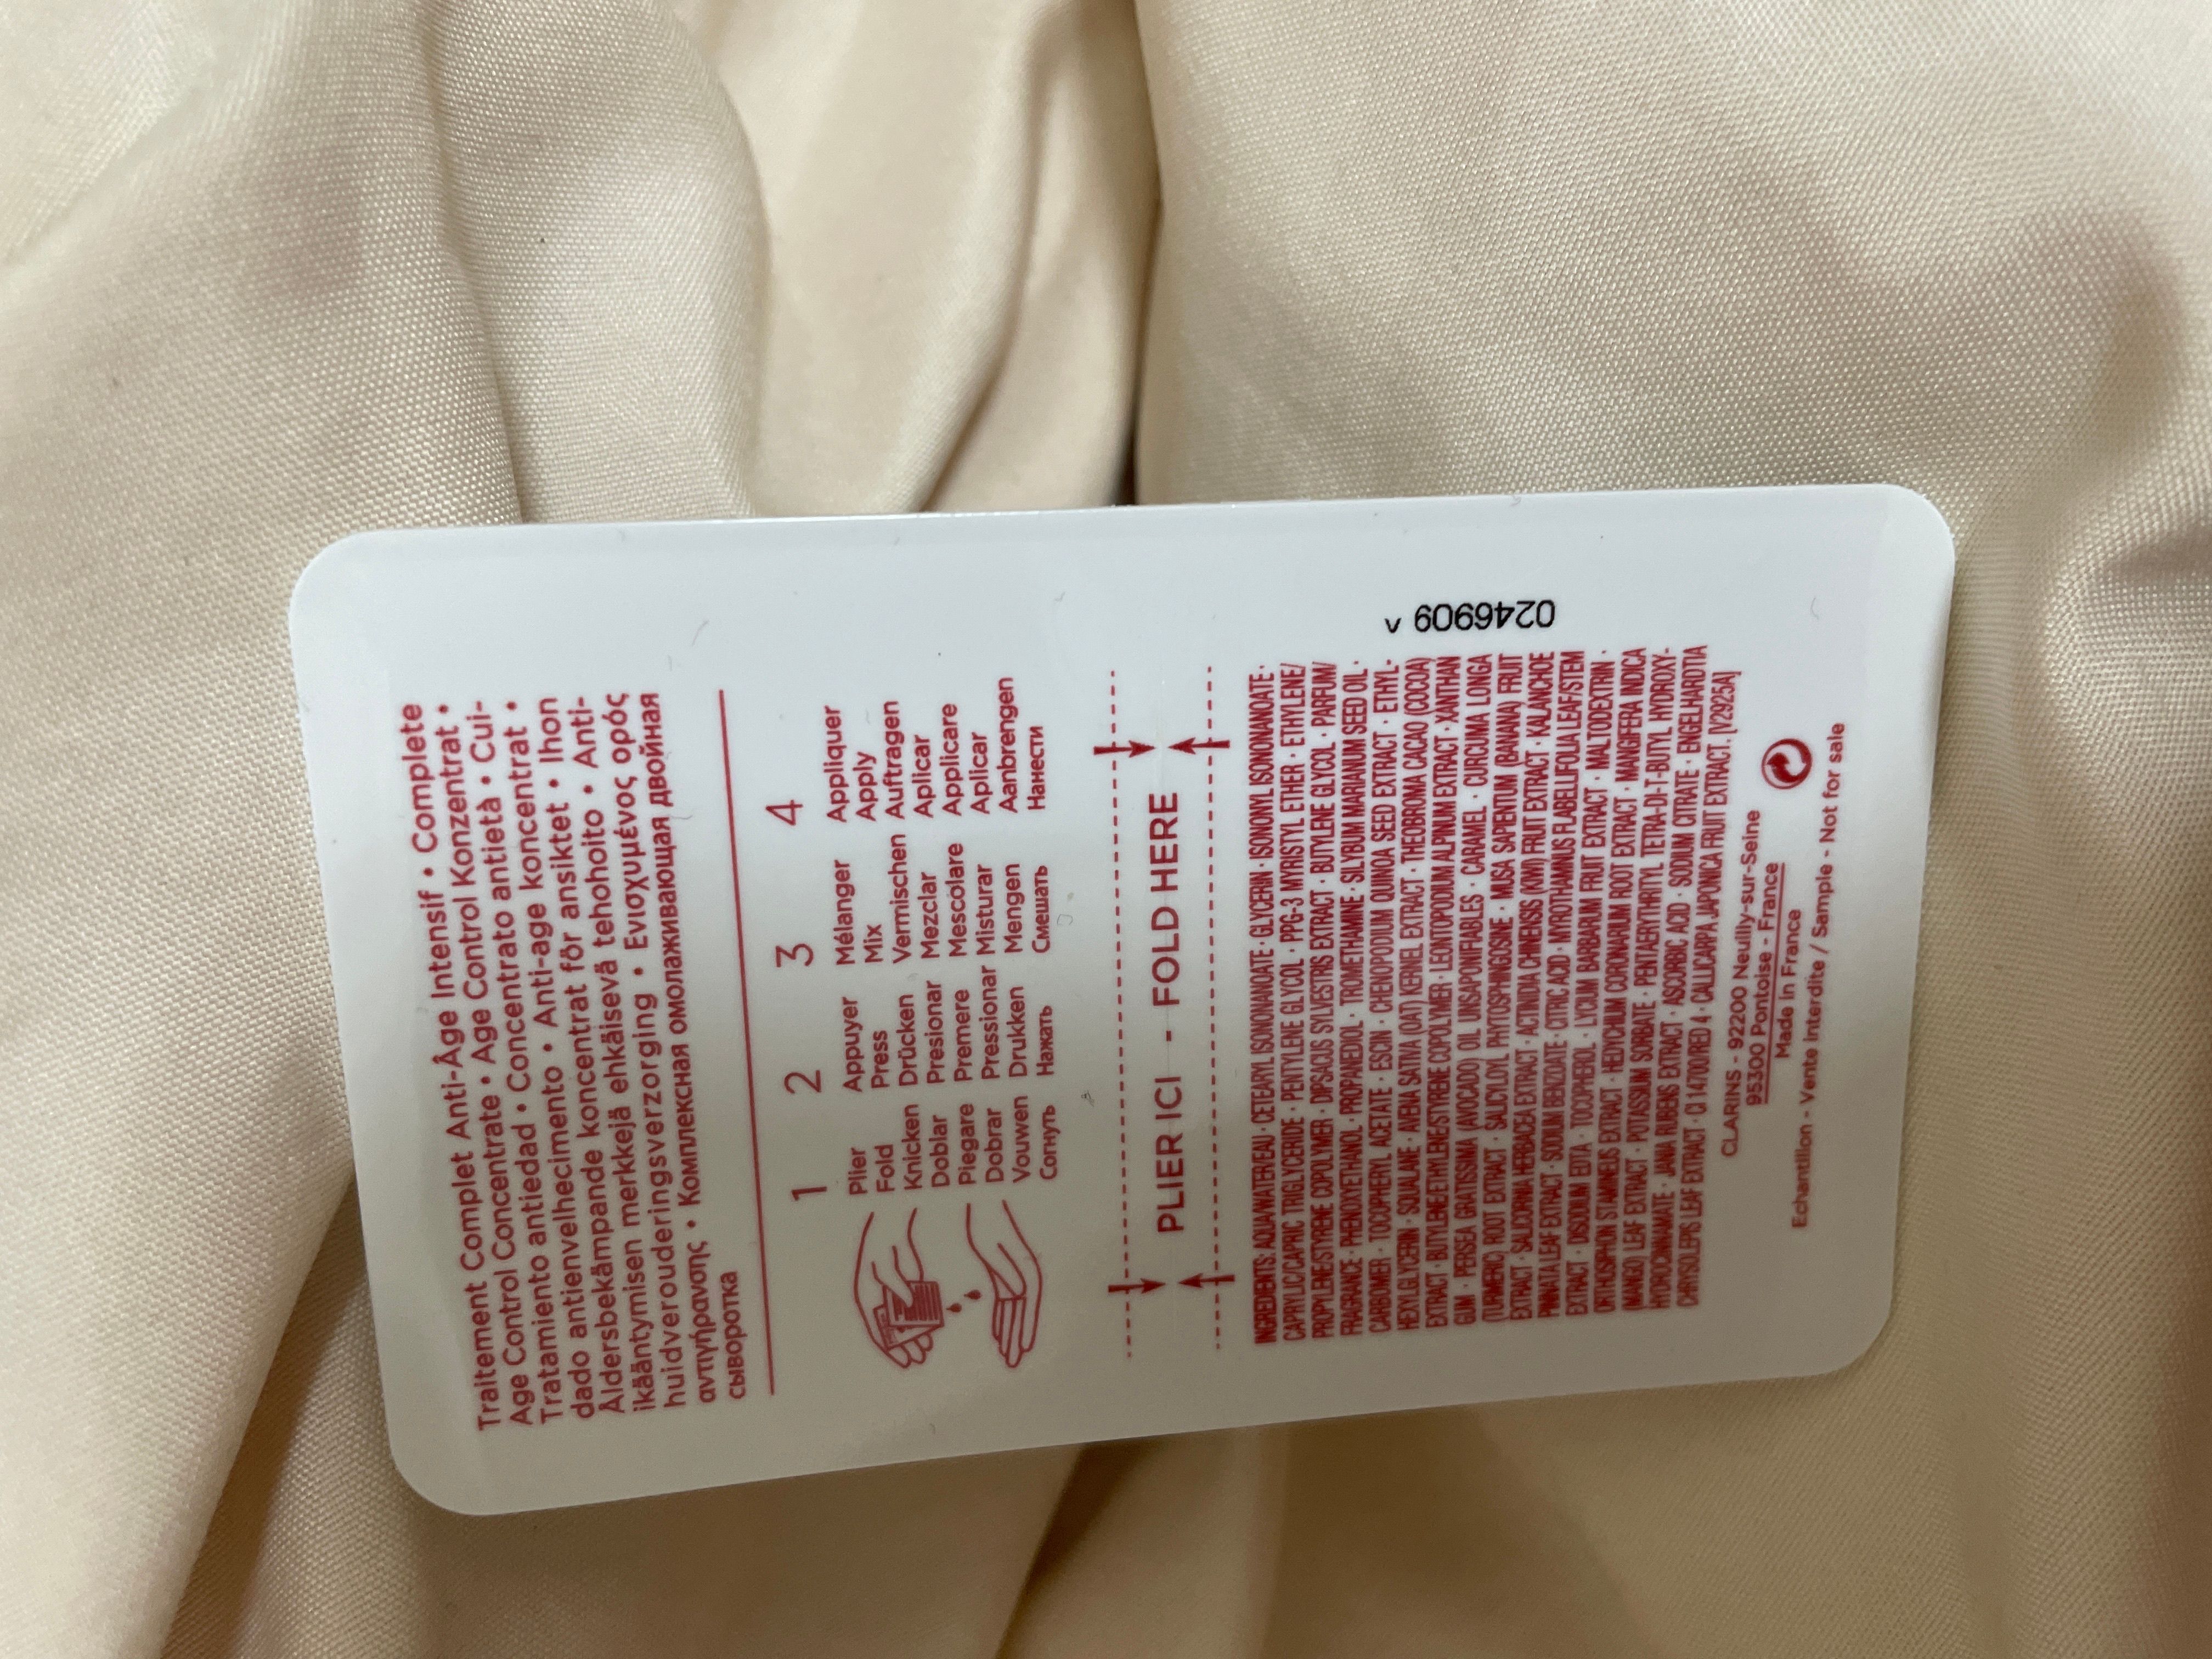 Traitement Complet Anti-Âge Intensif • Complete
Age Control Concentrate • Age Control Konzentrat •
Tratamiento antiedad • Concentrato antietà • Cui-
dado antienvelhecimento • Anti-age koncentrat •
Åldersbekämpande koncentrat för ansiktet • Ihon
ikääntymisen merkkejä ehkäisevä tehohoito • Anti-
huidverouderingsverzorging • Ενισχυμένος ορός
αντιγήρανσης • Комплексная омолаживающая двойная
сыворотка
1 2 3 4
Plier Appuyer Mélanger Appliquer
Fold Press Mix Apply
Knicken Drücken Vermischen Auftragen
Doblar Presionar Mezclar Aplicar
Piegare Premere Mescolare Applicare
Dobrar Pressionar Misturar Aplicar
Vouwen Drukken Mengen Aanbrengen
Согнуть Нажать Смешать Нанести
PLIER ICI - FOLD HERE
INGREDIENTS: AQUA/WATER/EAU · CETEARYL ISONONANOATE · GLYCERIN · ISONONYL ISONONANOATE ·
CAPRYLIC/CAPRIC TRIGLYCERIDE · PENTYLENE GLYCOL · PPG-3 MYRISTYL ETHER · ETHYLENE/
PROPYLENE/STYRENE COPOLYMER · DIPSACUS SYLVESTRIS EXTRACT · BUTYLENE GLYCOL · PARFUM/
FRAGRANCE · PHENOXYETHANOL · PROPANEDIOL · TROMETHAMINE · SILYBUM MARIANUM SEED OIL ·
CARBOMER · TOCOPHERYL ACETATE · ESCIN · CHENOPODIUM QUINOA SEED EXTRACT · ETHYL-
HEXYLGLYCERIN · SQUALANE · AVENA SATIVA (OAT) KERNEL EXTRACT · THEOBROMA CACAO (COCOA)
EXTRACT · BUTYLENE/ETHYLENE/STYRENE COPOLYMER · LEONTOPODIUM ALPINUM EXTRACT · XANTHAN
GUM · PERSEA GRATISSIMA (AVOCADO) OIL UNSAPONIFIABLES · CARAMEL · CURCUMA LONGA
(TURMERIC) ROOT EXTRACT · SALICYLOYL PHYTOSPHINGOSINE · MUSA SAPIENTUM (BANANA) FRUIT
EXTRACT · SALICORNIA HERBACEA EXTRACT · ACTINIDIA CHINENSIS (KIWI) FRUIT EXTRACT · KALANCHOE
PINNATA LEAF EXTRACT · SODIUM BENZOATE · CITRIC ACID · MYROTHAMNUS FLABELLIFOLIA LEAF/STEM
EXTRACT · DISODIUM EDTA · TOCOPHEROL · LYCIUM BARBARUM FRUIT EXTRACT · MALTODEXTRIN ·
ORTHOSIPHON STAMINEUS EXTRACT · HEDYCHIUM CORONARIUM ROOT EXTRACT · MANGIFERA INDICA
(MANGO) LEAF EXTRACT · POTASSIUM SORBATE · PENTAERYTHRITYL TETRA-DI-T-BUTYL HYDROXY-
HYDROCINNAMATE · JANIA RUBENS EXTRACT · ASCORBIC ACID · SODIUM CITRATE · ENGELHARDTIA
CHRYSOLEPIS LEAF EXTRACT · CI 14700/RED 4 · CALLICARPA JAPONICA FRUIT EXTRACT. [V2925A]
0246909 >
CLARINS - 92200 Neuilly-sur-Seine
95300 Pontoise - France
Made in France
Echantillon - Vente interdite / Sample - Not for sale